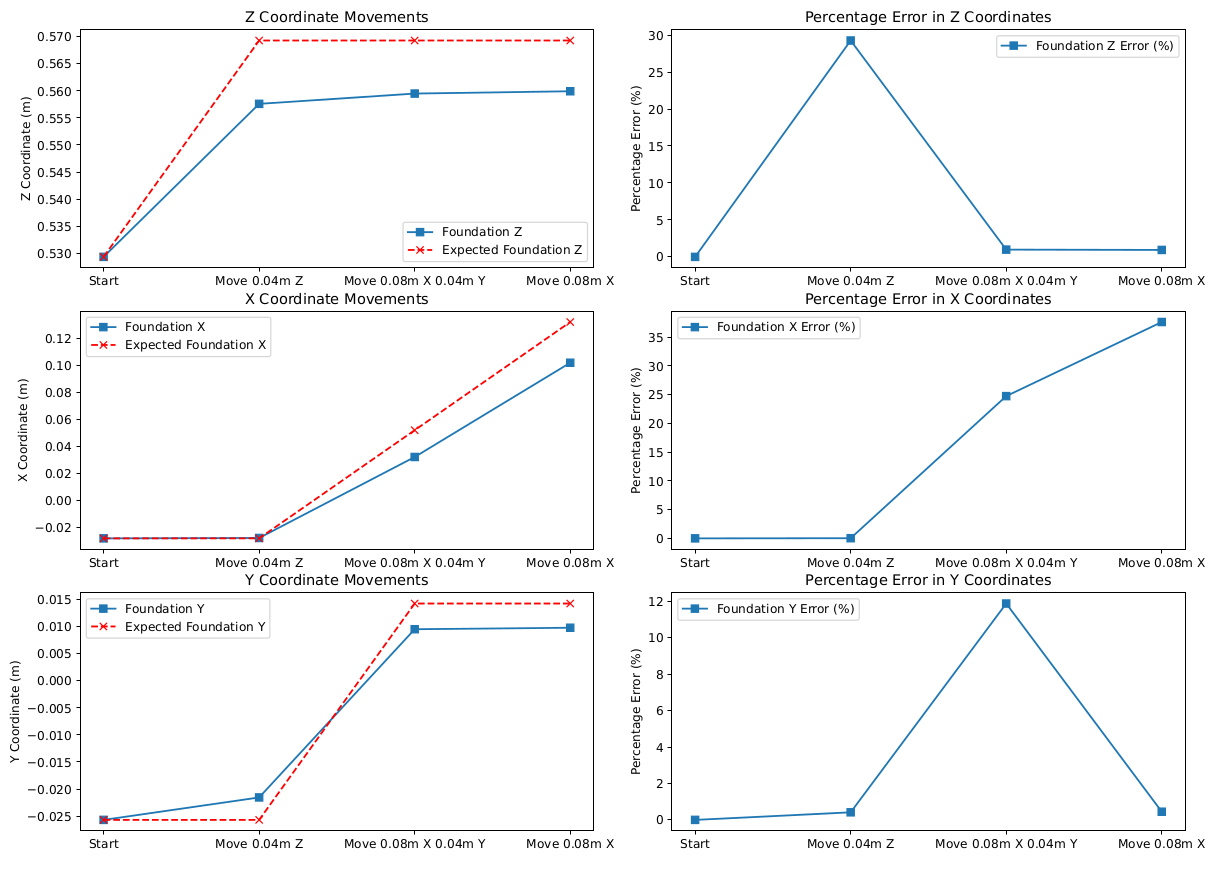 Z Coordinate Movements
Z Coordinate (m)
0.570
0.565
0.560
0.555
0.550
0.545
0.540
0.535
0.530
Foundation Z
Expected Foundation Z
Start
Move 0.04m Z
Move 0.08m X 0.04m Y
Move 0.08m X
Percentage Error in Z Coordinates
Percentage Error (%)
30
25
20
15
10
5
0
Foundation Z Error (%)
Start
Move 0.04m Z
Move 0.08m X 0.04m Y
Move 0.08m X
X Coordinate Movements
X Coordinate (m)
0.12
0.10
0.08
0.06
0.04
0.02
0.00
−0.02
Foundation X
Expected Foundation X
Start
Move 0.04m Z
Move 0.08m X 0.04m Y
Move 0.08m X
Percentage Error in X Coordinates
Percentage Error (%)
35
30
25
20
15
10
5
0
Foundation X Error (%)
Start
Move 0.04m Z
Move 0.08m X 0.04m Y
Move 0.08m X
Y Coordinate Movements
Y Coordinate (m)
0.015
0.010
0.005
0.000
−0.005
−0.010
−0.015
−0.020
−0.025
Foundation Y
Expected Foundation Y
Start
Move 0.04m Z
Move 0.08m X 0.04m Y
Move 0.08m X
Percentage Error in Y Coordinates
Percentage Error (%)
12
10
8
6
4
2
0
Foundation Y Error (%)
Start
Move 0.04m Z
Move 0.08m X 0.04m Y
Move 0.08m X